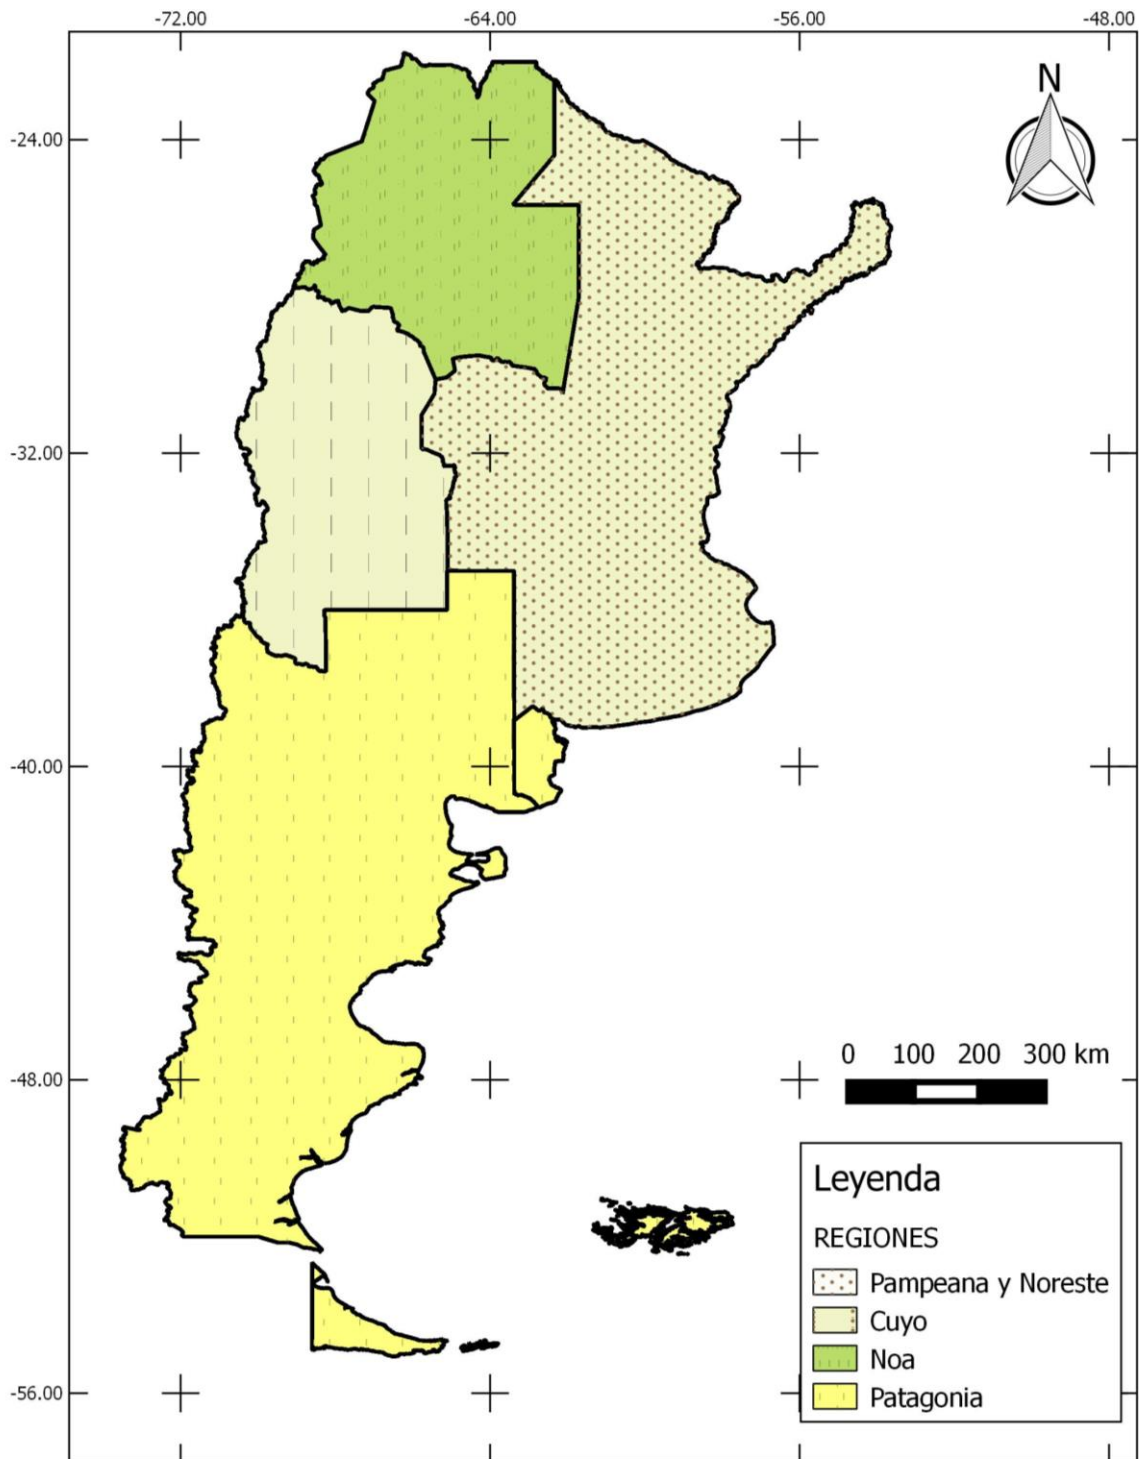 -72.00 -64.00 -56.00 -48.00
N
-24.00
-32.00
-40.00
-48.00
-56.00
0 100 200 300 km
Leyenda
REGIONES
Pampeana y Noreste
Cuyo
Noa
Patagonia